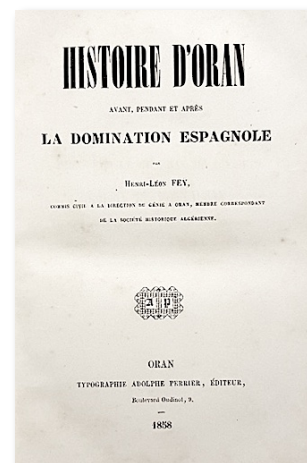 HISTOIRE D'ORAN
AVANT, PENDANT ET APRÈS
LA DOMINATION ESPAGNOLE
PAR
HENRI-LÉON FEY,
COMMIS CIVIL A LA DIRECTION DU GÉNIE A ORAN, MEMBRE CORRESPONDANT
DE LA SOCIÉTÉ HISTORIQUE ALGÉRIENNE.
A P
ORAN
TYPOGRAPHIE ADOLPHE PERRIER, ÉDITEUR,
Boulevard Oudinot, 9.
1858